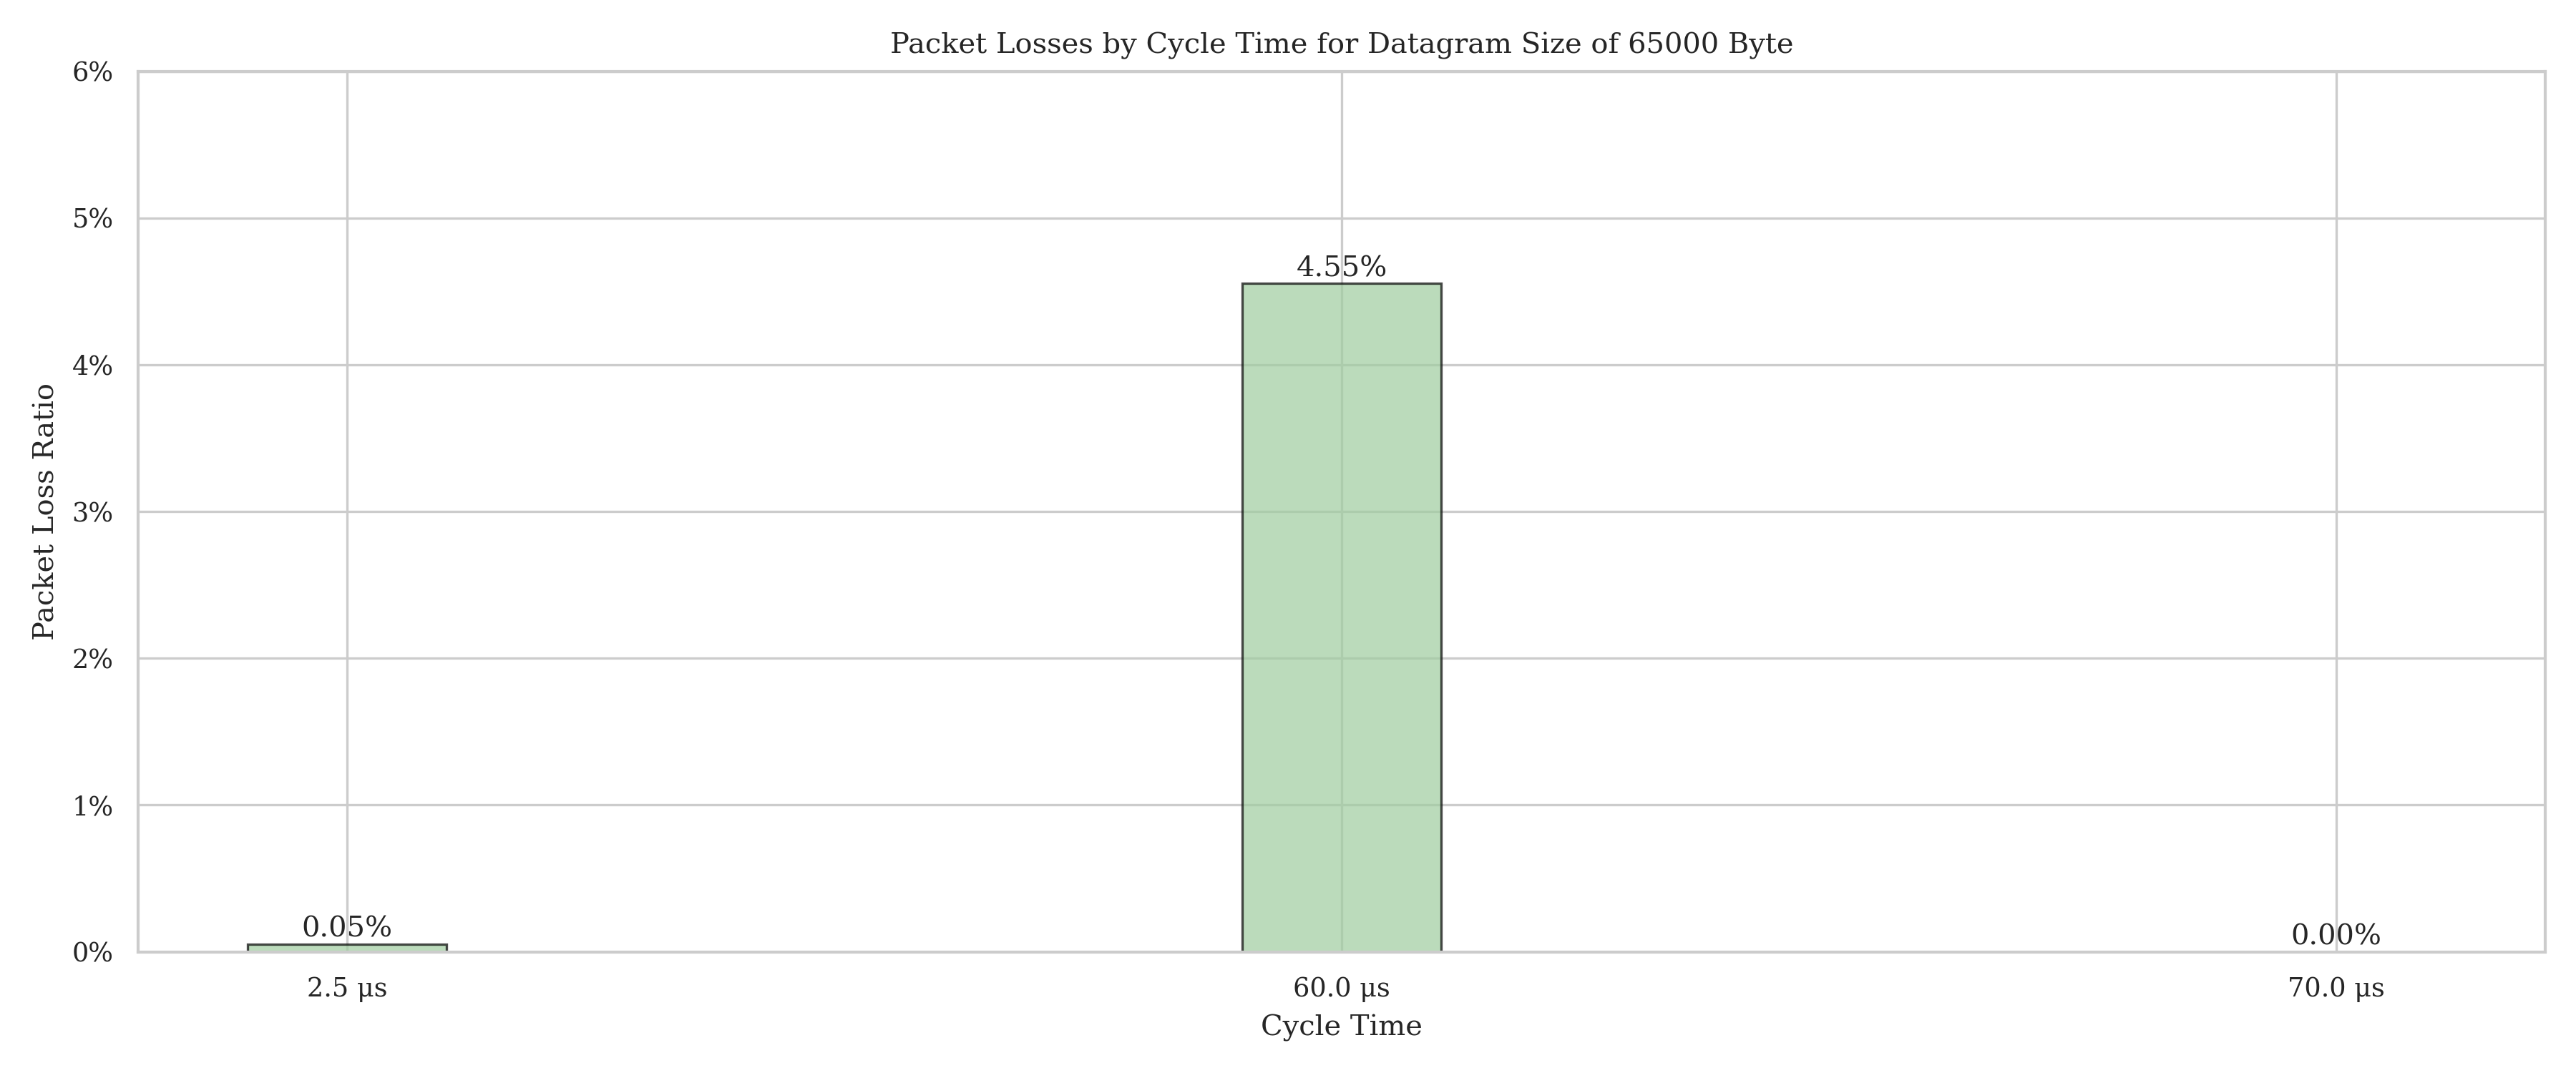 Packet Losses by Cycle Time for Datagram Size of 65000 Byte
6%
5%
4%
3%
2%
1%
0%
Packet Loss Ratio
0.05%
4.55%
0.00%
2.5 µs
60.0 µs
70.0 µs
Cycle Time